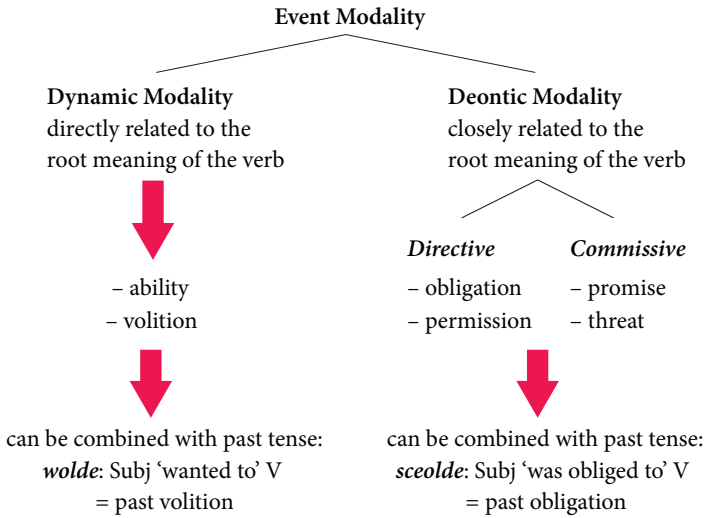 Event Modality
Dynamic Modality
directly related to the
root meaning of the verb
– ability
– volition
can be combined with past tense:
wolde: Subj ‘wanted to’ V
= past volition
Deontic Modality
closely related to the
root meaning of the verb
Directive
– obligation
– permission
Commissive
– promise
– threat
can be combined with past tense:
sceolde: Subj ‘was obliged to’ V
= past obligation